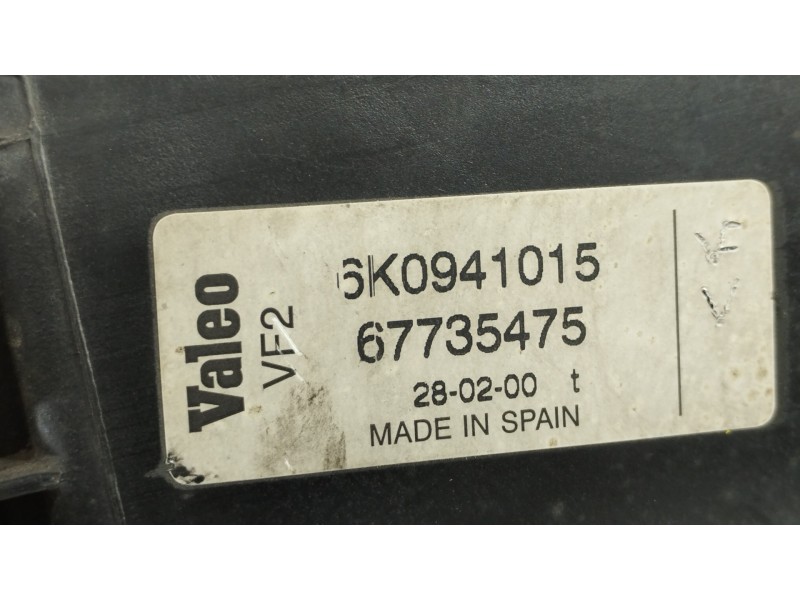 Valeo
VF2
6K0941015
67735475
28-02-00 t
MADE IN SPAIN